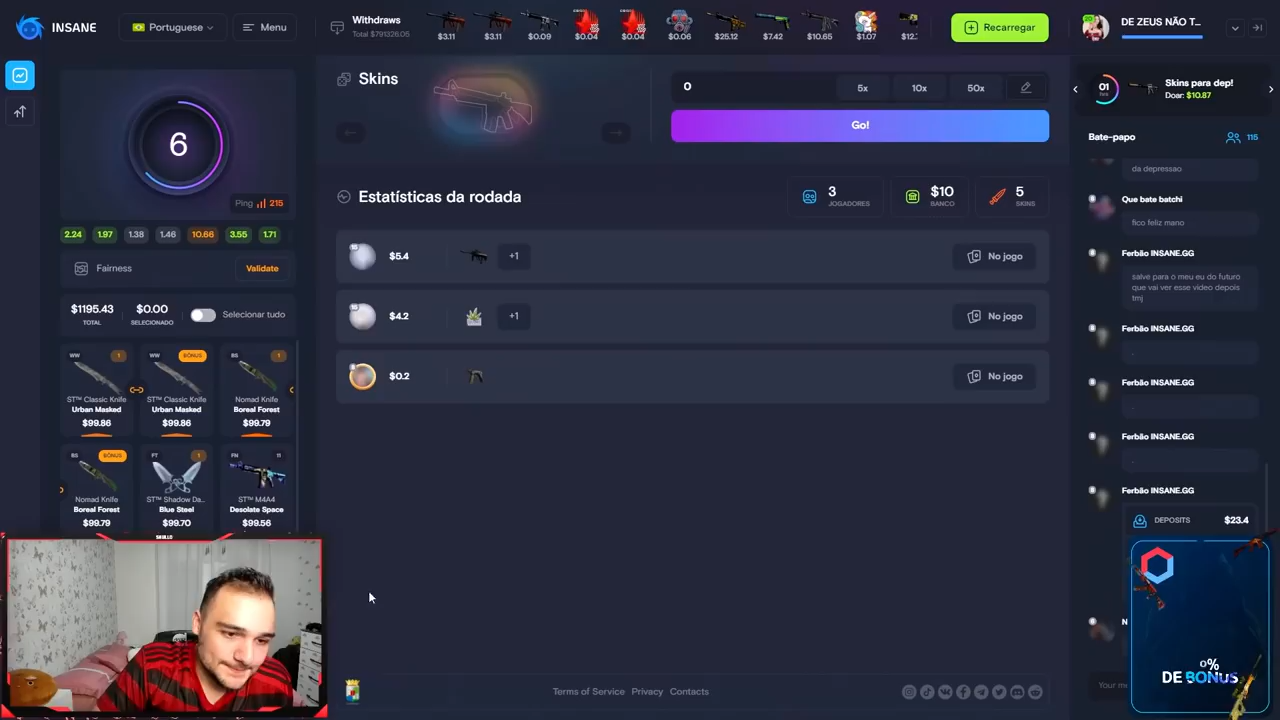 INSANE
Portuguese
Menu
Withdraws
Total $791326.05
$3.11
$3.11
$0.09
$0.04
$0.04
$0.06
$25.12
$7.42
$10.65
$1.07
Recarregar
DE ZEUS NÃO T...
6
Ping 215
2.24
1.97
1.38
1.46
10.66
3.55
1.71
Fairness
Validate
$1195.43
TOTAL
$0.00
SELECIONADO
Selecionar tudo
WW
1
ST™ Classic Knife
Urban Masked
$99.86
WW
BÔNUS
ST™ Classic Knife
Urban Masked
$99.86
BS
1
Nomad Knife
Boreal Forest
$99.79
BS
BÔNUS
Nomad Knife
Boreal Forest
$99.79
FT
1
ST™ Shadow Da...
Blue Steel
$99.70
FN
11
ST™ M4A4
Desolate Space
$99.56
Skins
0
5x
10x
50x
Go!
Estatísticas da rodada
3
JOGADORES
$10
BANCO
5
SKINS
$5.4
+1
No jogo
$4.2
+1
No jogo
$0.2
No jogo
Terms of Service
Privacy
Contacts
01
hrs
Skins para dep!
Doar: $10.87
Bate-papo
115
da depressao
Que bate batchi
fico feliz mano
Ferbão INSANE.GG
salve para o meu eu do futuro
que vai ver esse video depois
tmj
Ferbão INSANE.GG
.
Ferbão INSANE.GG
.
Ferbão INSANE.GG
.
Ferbão INSANE.GG
DEPOSITS
$23.4
0%
DE BONUS
Your me